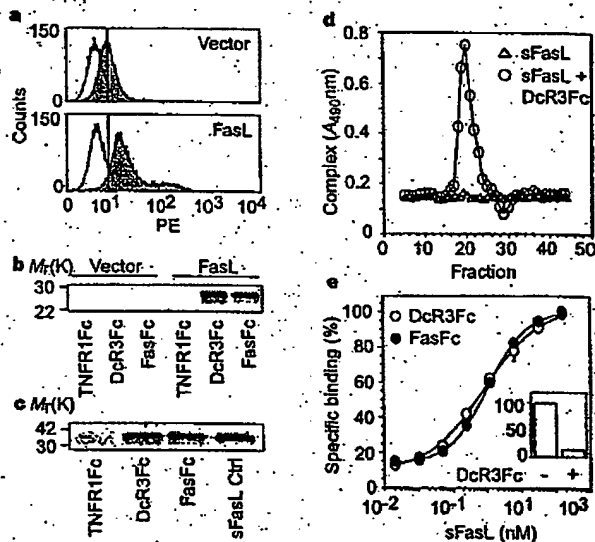 a
150
Vector
0
150
FasL
0
Counts
0 10¹ 10² 10³ 10⁴
PE
b Mr(K) Vector FasL
30
22
TNFR1Fc
DcR3Fc
FasFc
TNFR1Fc
DcR3Fc
FasFc
c Mr(K)
42
30
TNFR1Fc
DcR3Fc
FasFc
sFasL Ctrl
d
0.8
0.6
0.4
0.2
0
Complex (A490nm)
sFasL
sFasL +
DcR3Fc
10 20 30 40 50
Fraction
e
100
80
60
40
20
0
Specific binding (%)
DcR3Fc
FasFc
100
50
0
DcR3Fc - +
10⁻² 10⁻¹ 10¹ 10³
sFasL (nM)